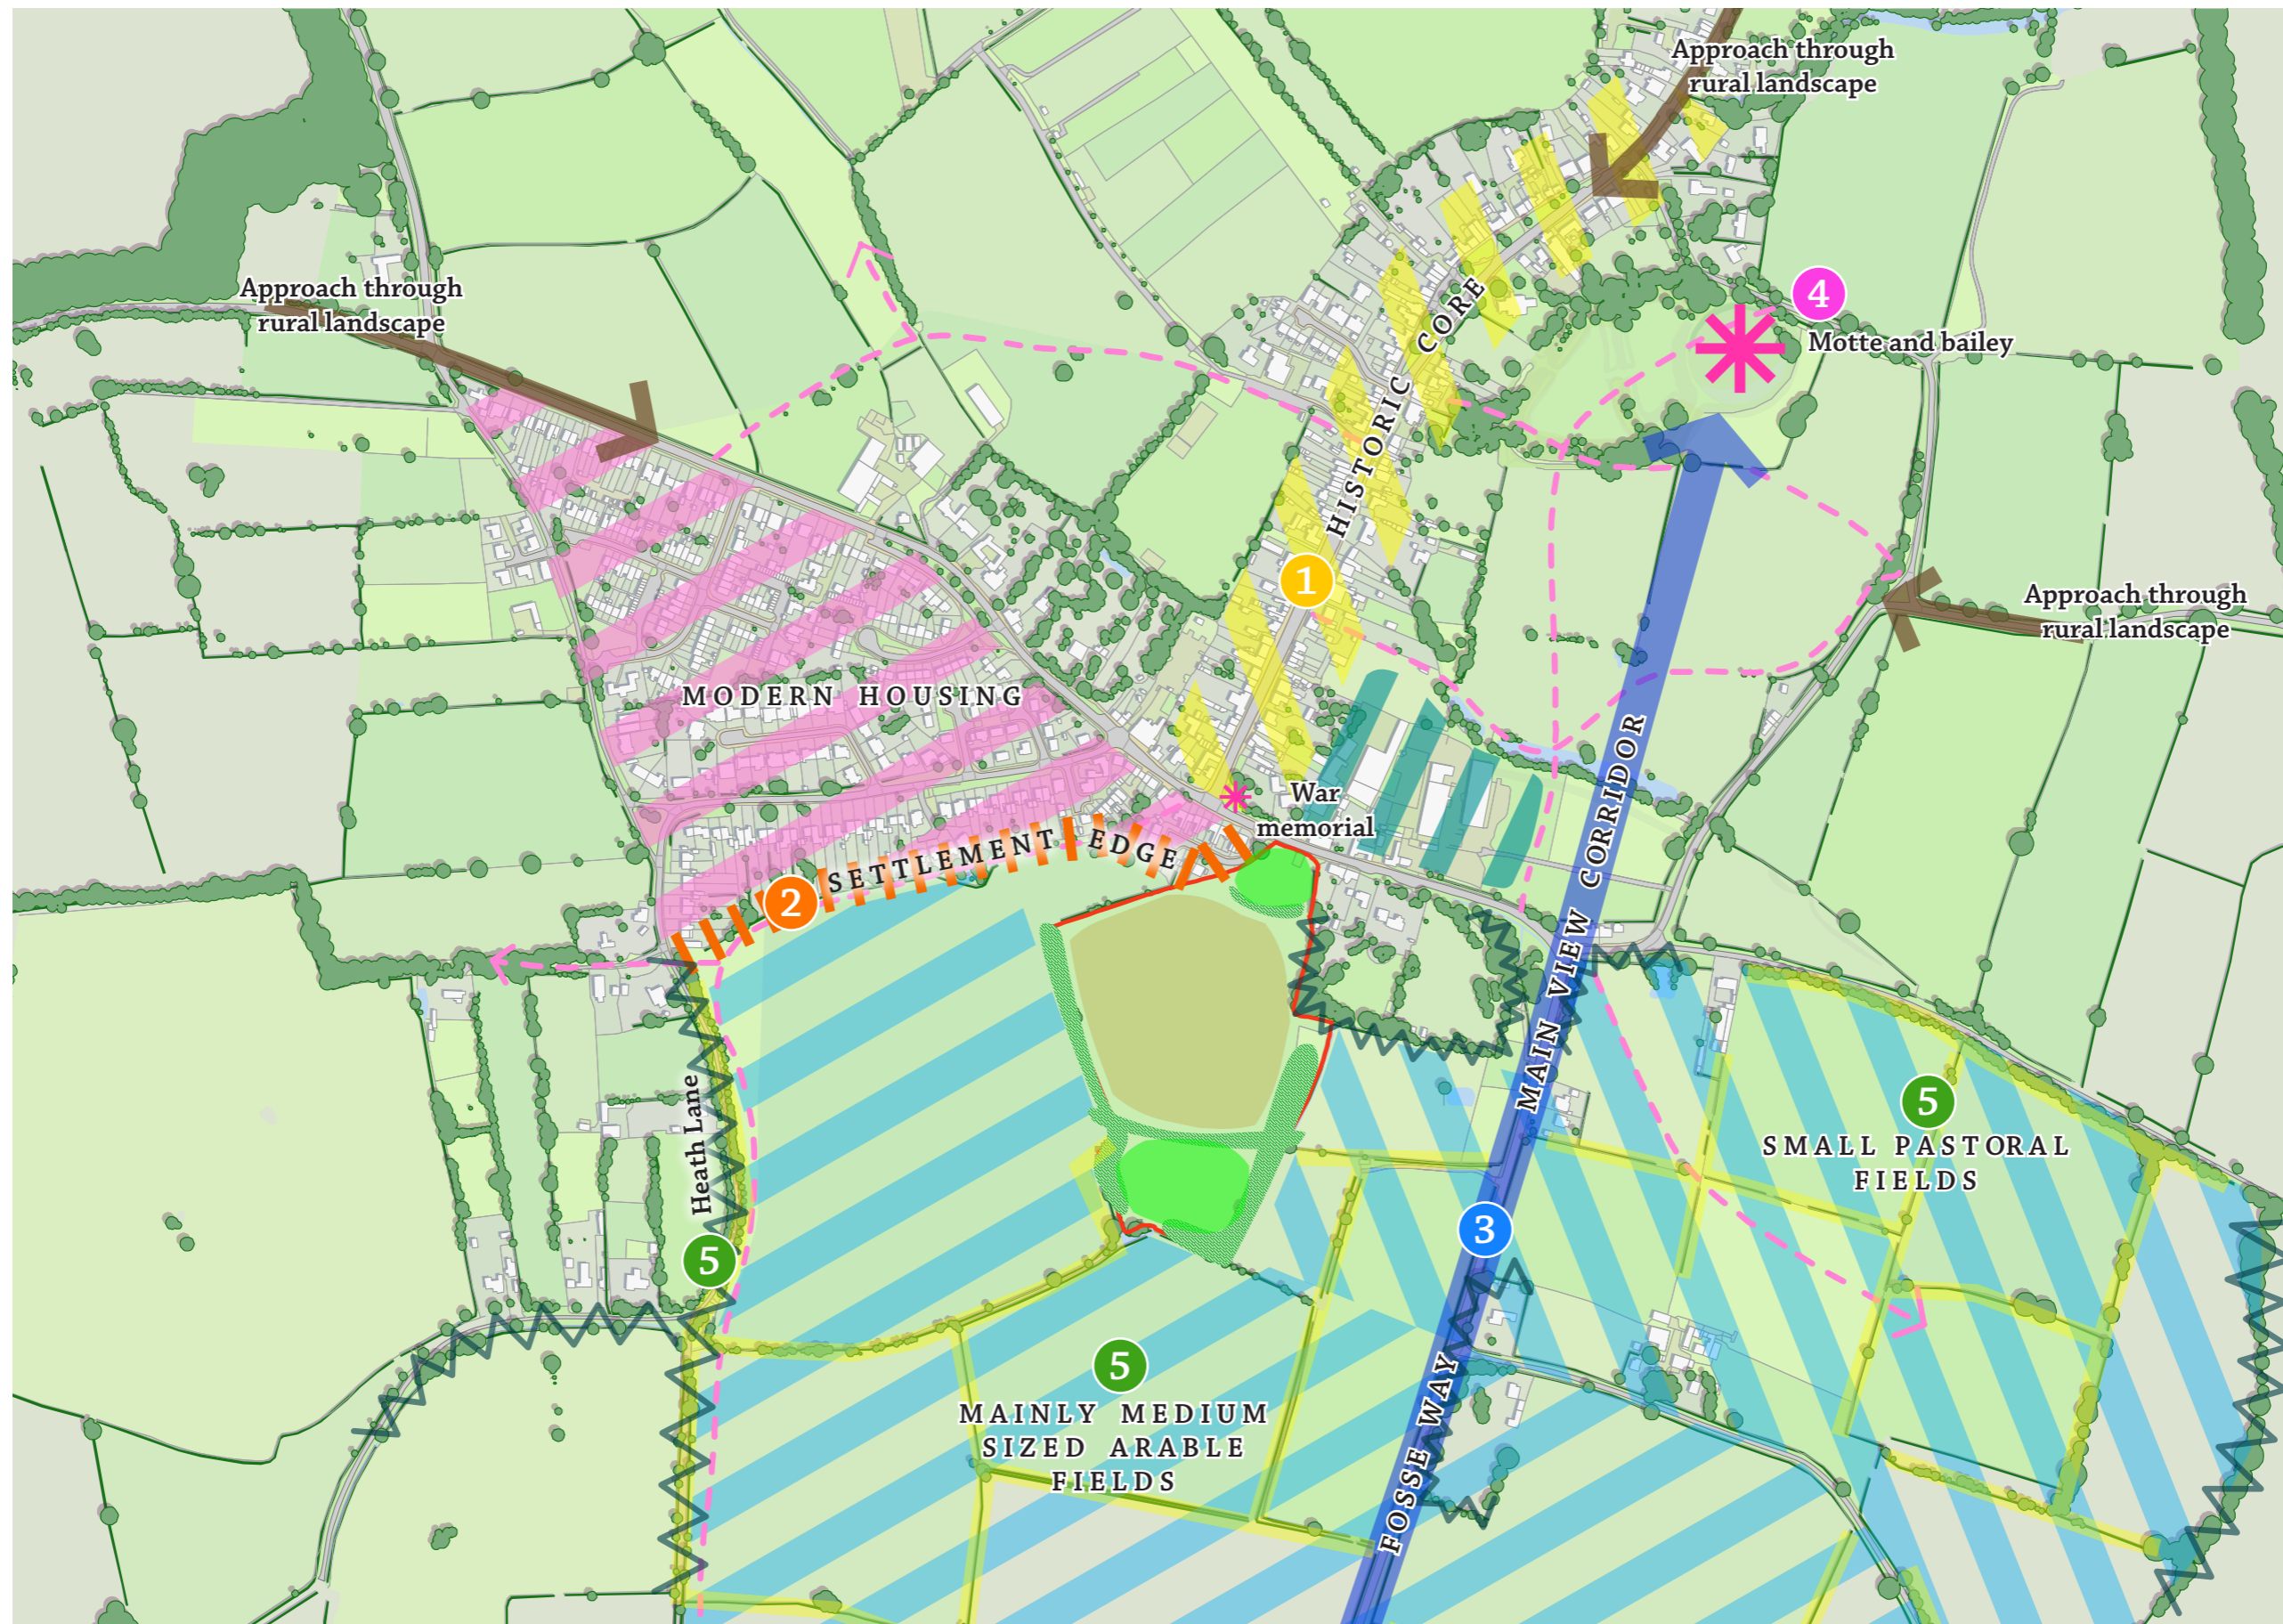 Approach through
rural landscape
Approach through
rural landscape
4
Motte and bailey
HISTORIC CORE
1
Approach through
rural landscape
MODERN HOUSING
War
memorial
SETTLEMENT EDGE
2
MAIN VIEW CORRIDOR
MAIN VIEW
Heath Lane
5
SMALL PASTORAL
FIELDS
3
5
5
MAINLY MEDIUM
SIZED ARABLE
FIELDS
FOSSE WAY